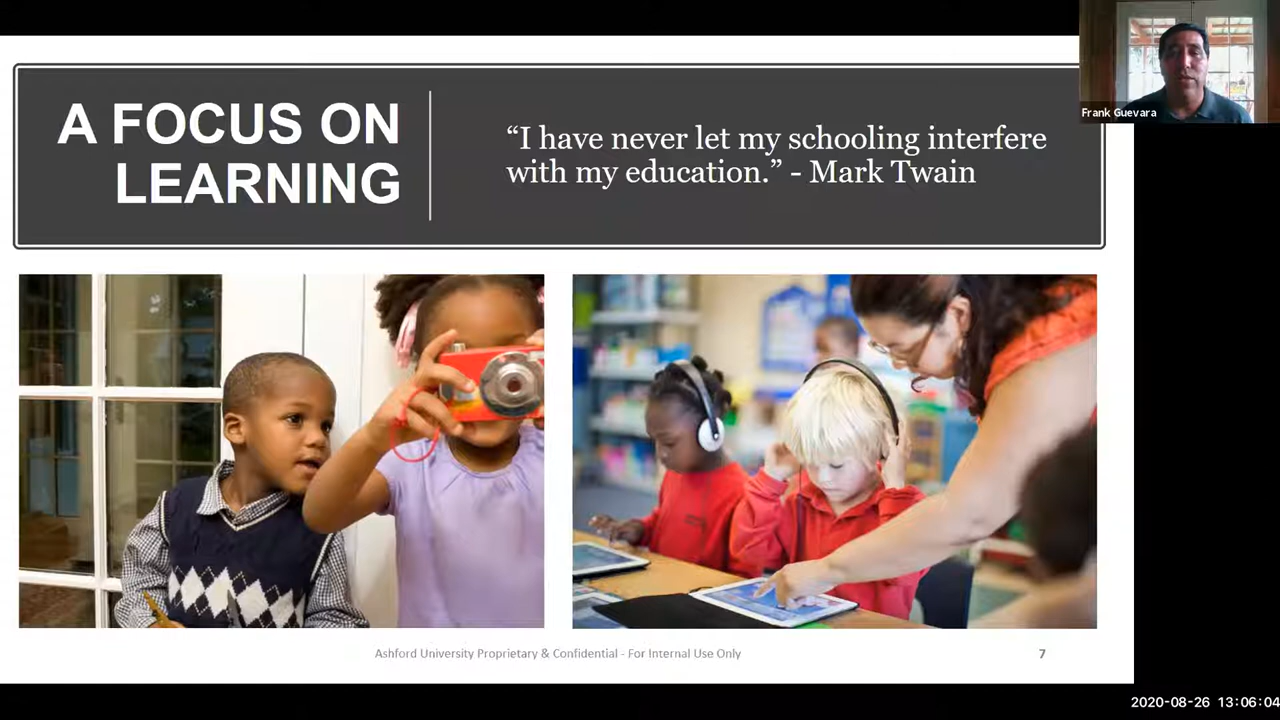 A FOCUS ON
LEARNING
“I have never let my schooling interfere
with my education.” - Mark Twain
Frank Guevara
Ashford University Proprietary & Confidential - For Internal Use Only
7
2020-08-26 13:06:04